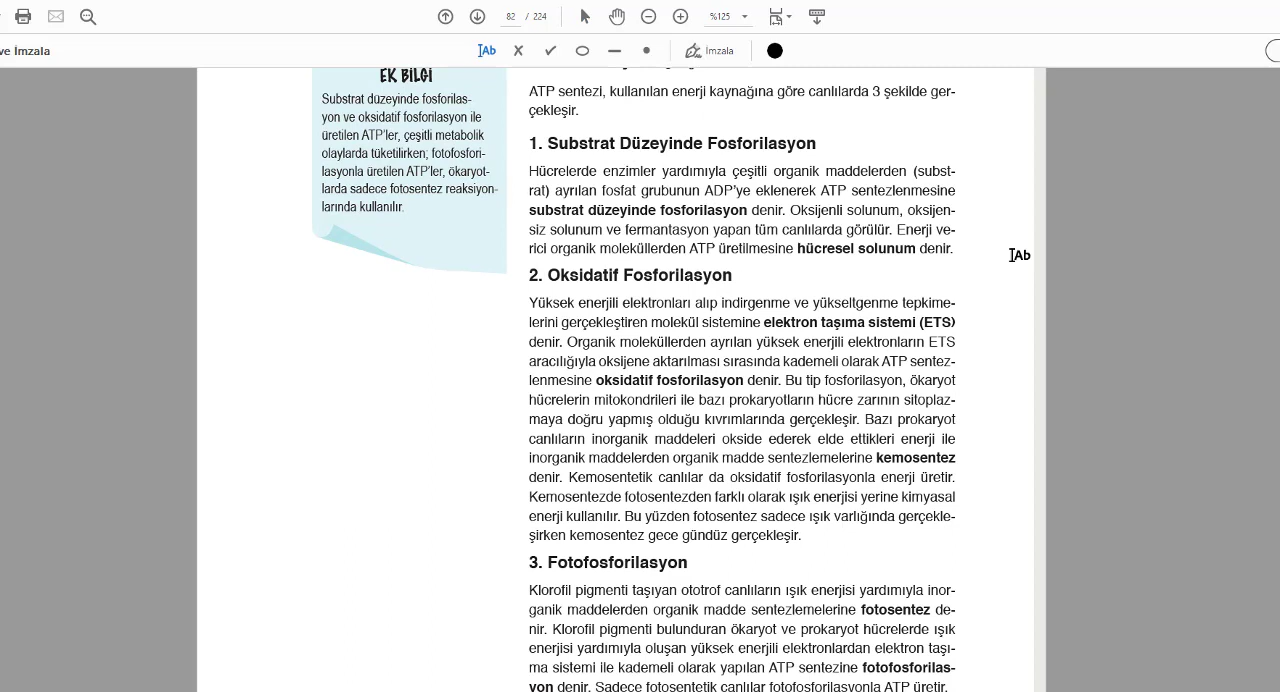 82 / 224
%125
ve İmzala
Ab
İmzala
EK BİLGİ
Substrat düzeyinde fosforilas-
yon ve oksidatif fosforilasyon ile
üretilen ATP'ler, çeşitli metabolik
olaylarda tüketilirken; fotofosfori-
lasyonla üretilen ATP'ler, ökaryot-
larda sadece fotosentez reaksiyon-
larında kullanılır.
ATP sentezi, kullanılan enerji kaynağına göre canlılarda 3 şekilde ger-
çekleşir.
1. Substrat Düzeyinde Fosforilasyon
Hücrelerde enzimler yardımıyla çeşitli organik maddelerden (subst-
rat) ayrılan fosfat grubunun ADP'ye eklenerek ATP sentezlenmesine
substrat düzeyinde fosforilasyon denir. Oksijenli solunum, oksijen-
siz solunum ve fermantasyon yapan tüm canlılarda görülür. Enerji ve-
rici organik moleküllerden ATP üretilmesine hücresel solunum denir.
Ab
2. Oksidatif Fosforilasyon
Yüksek enerjili elektronları alıp indirgenme ve yükseltgenme tepkime-
lerini gerçekleştiren molekül sistemine elektron taşıma sistemi (ETS)
denir. Organik moleküllerden ayrılan yüksek enerjili elektronların ETS
aracılığıyla oksijene aktarılması sırasında kademeli olarak ATP sentez-
lenmesine oksidatif fosforilasyon denir. Bu tip fosforilasyon, ökaryot
hücrelerin mitokondrileri ile bazı prokaryotların hücre zarının sitoplaz-
maya doğru yapmış olduğu kıvrımlarında gerçekleşir. Bazı prokaryot
canlıların inorganik maddeleri okside ederek elde ettikleri enerji ile
inorganik maddelerden organik madde sentezlemelerine kemosentez
denir. Kemosentetik canlılar da oksidatif fosforilasyonla enerji üretir.
Kemosentezde fotosentezden farklı olarak ışık enerjisi yerine kimyasal
enerji kullanılır. Bu yüzden fotosentez sadece ışık varlığında gerçekle-
şirken kemosentez gece gündüz gerçekleşir.
3. Fotofosforilasyon
Klorofil pigmenti taşıyan ototrof canlıların ışık enerjisi yardımıyla inor-
ganik maddelerden organik madde sentezlemelerine fotosentez de-
nir. Klorofil pigmenti bulunduran ökaryot ve prokaryot hücrelerde ışık
enerjisi yardımıyla oluşan yüksek enerjili elektronlardan elektron taşı-
ma sistemi ile kademeli olarak yapılan ATP sentezine fotofosforilas-
yon denir. Sadece fotosentetik canlılar fotofosforilasyonla ATP üretir.